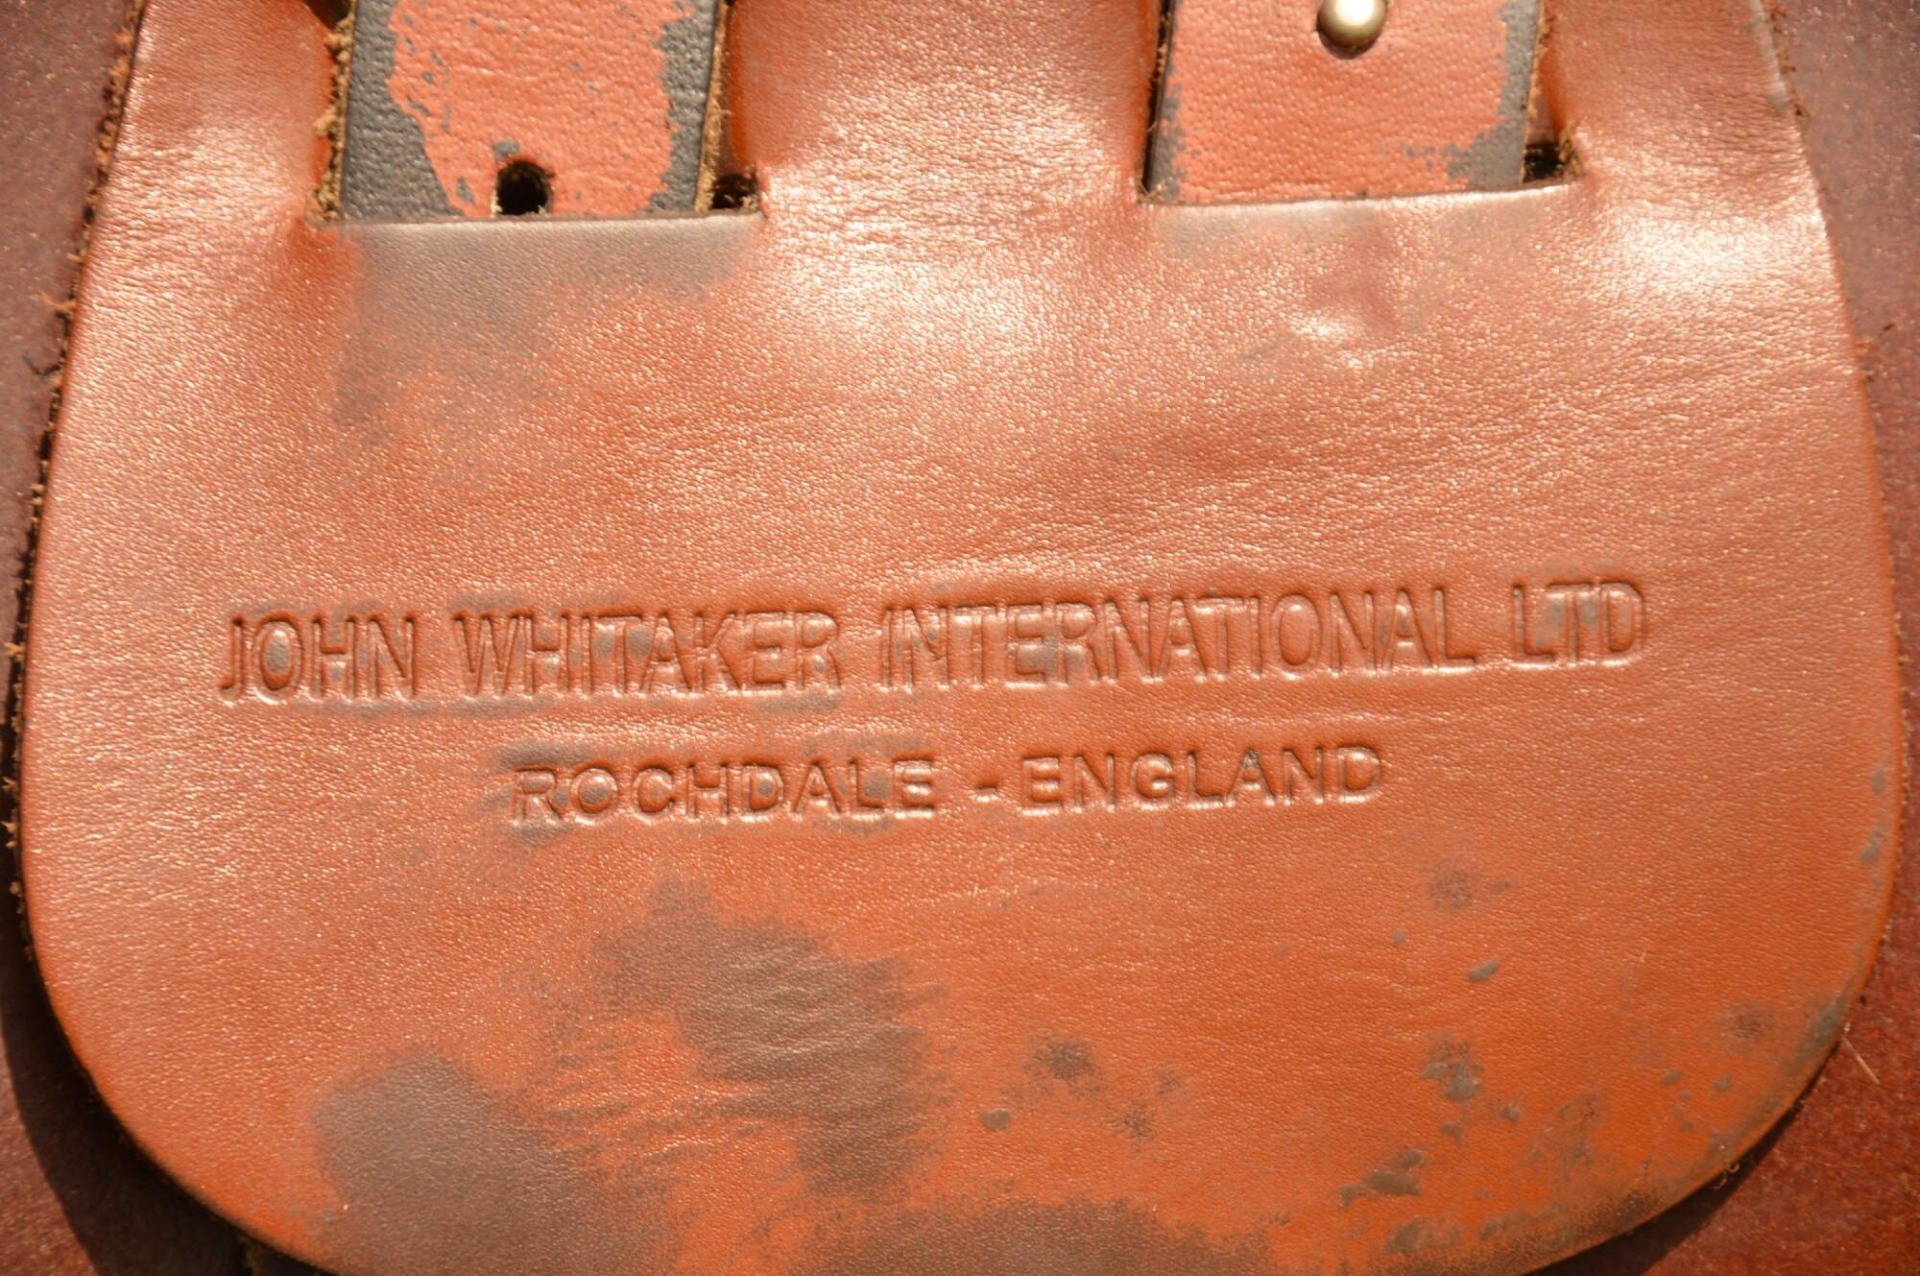 JOHN WHITAKER INTERNATIONAL LTD
ROCHDALE - ENGLAND